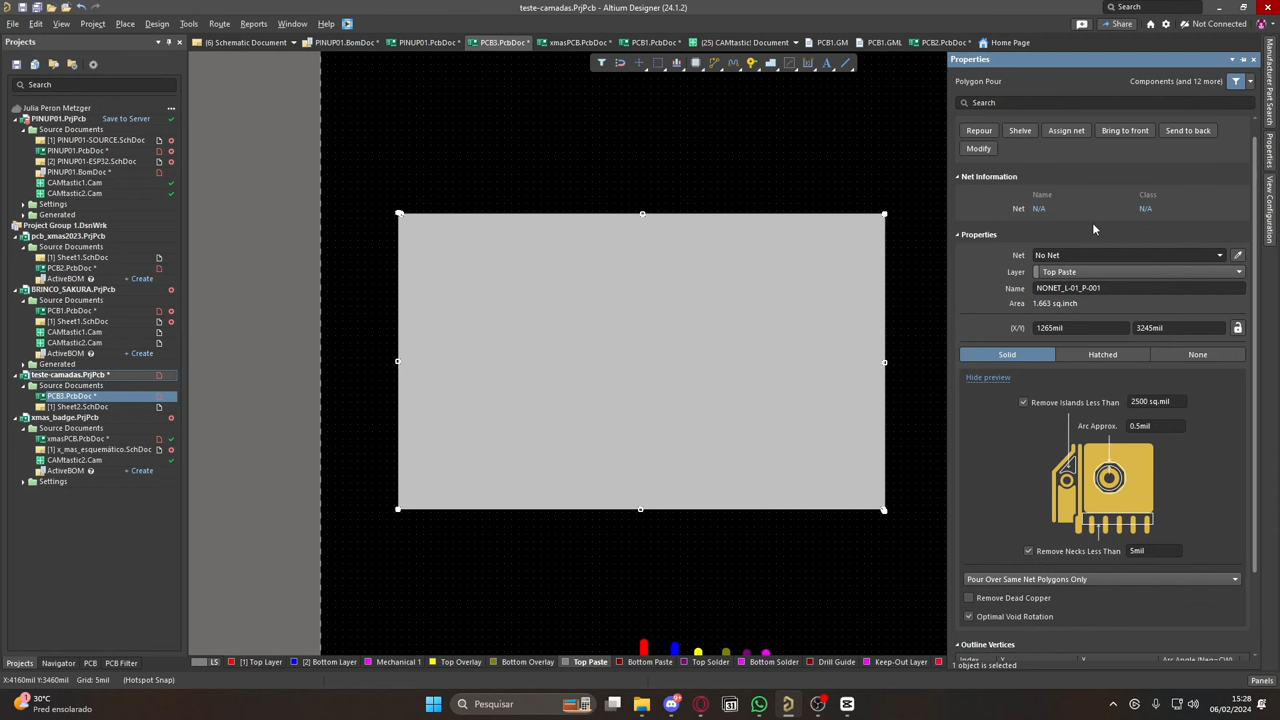 teste-camadas.PrjPcb - Altium Designer (24.1.2)
Search
File Edit View Project Place Design Tools Route Reports Window Help
Share Not Connected
Projects
(6) Schematic Document PINUP01.BomDoc * PINUP01.PcbDoc * PCB3.PcbDoc * xmasPCB.PcbDoc * PCB1.PcbDoc * (25) CAMtastic! Document PCB1.GM PCB1.GML PCB2.PcbDoc * Home Page
Search
Julia Peron Metzger
PINUP01.PrjPcb Save to Server
Source Documents
[1] PINUP01-SOURCE.SchDoc
PINUP01.PcbDoc *
[2] PINUP01-ESP32.SchDoc
PINUP01.BomDoc *
CAMtastic1.Cam
CAMtastic2.Cam
Settings
Generated
Project Group 1.DsnWrk
pcb_xmas2023.PrjPcb
Source Documents
[1] Sheet1.SchDoc
PCB2.PcbDoc *
ActiveBOM + Create
BRINCO_SAKURA.PrjPcb
Source Documents
PCB1.PcbDoc *
[1] Sheet1.SchDoc
CAMtastic1.Cam
CAMtastic2.Cam
ActiveBOM + Create
Generated
teste-camadas.PrjPcb *
Source Documents
PCB3.PcbDoc *
[1] Sheet2.SchDoc
xmas_badge.PrjPcb
Source Documents
xmasPCB.PcbDoc *
[1] x_mas_esquemático.SchDoc
CAMtastic2.Cam
ActiveBOM + Create
Settings
Projects Navigator PCB PCB Filter
LS [1] Top Layer [2] Bottom Layer Mechanical 1 Top Overlay Bottom Overlay Top Paste Bottom Paste Top Solder Bottom Solder Drill Guide Keep-Out Layer
Properties
Polygon Pour Components (and 12 more)
Search
Repour Shelve Assign net Bring to front Send to back
Modify
Net Information
Name Class
Net N/A N/A
Properties
Net No Net
Layer Top Paste
Name NONET_L-01_P-001
Area 1.663 sq.inch
(X/Y) 1265mil 3245mil
Solid Hatched None
Hide preview
Remove Islands Less Than 2500 sq.mil
Arc Approx. 0.5mil
Remove Necks Less Than 5mil
Pour Over Same Net Polygons Only
Remove Dead Copper
Optimal Void Rotation
Outline Vertices
1 object is selected
Manufacturer Part Search
Properties
View Configuration
X:4160mil Y:3460mil Grid: 5mil (Hotspot Snap)
Panels
30°C
Pred ensolarado
Pesquisar
15:28
06/02/2024